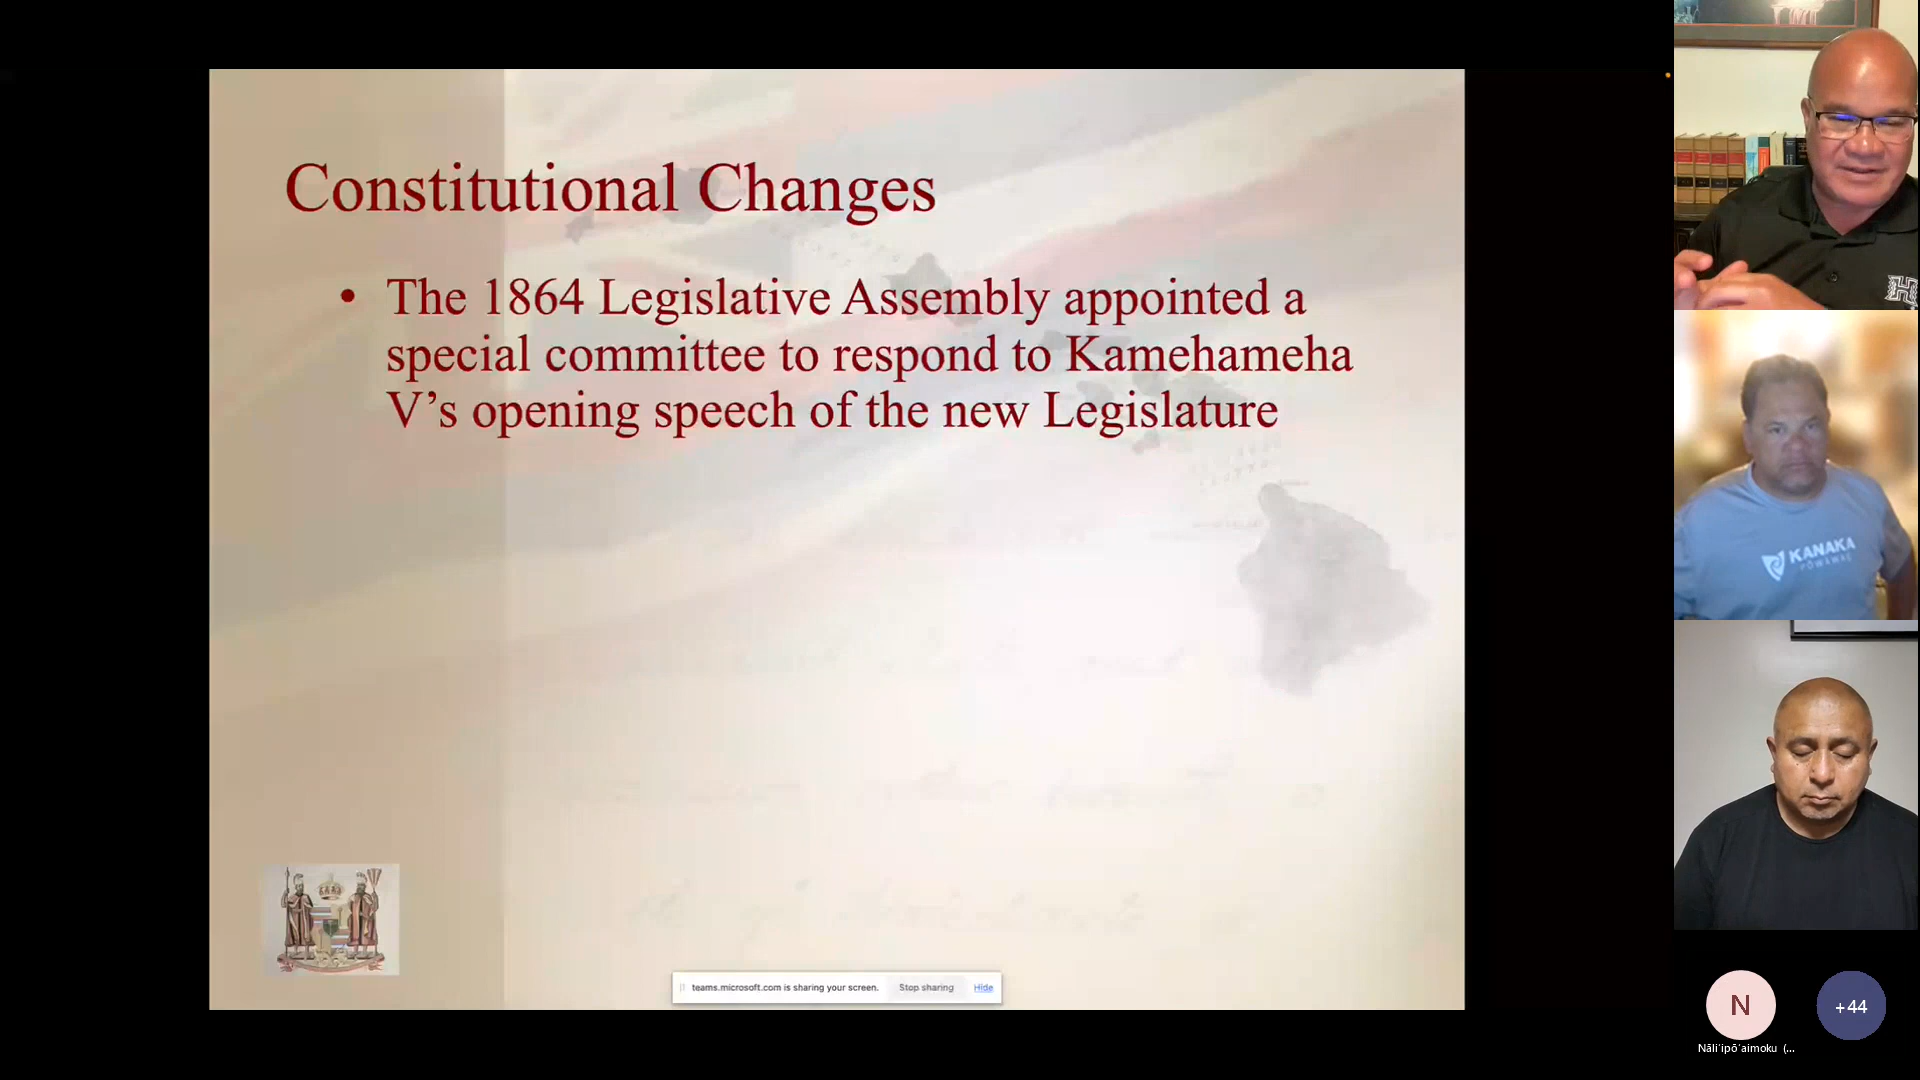 Constitutional Changes
• The 1864 Legislative Assembly appointed a
special committee to respond to Kamehameha
V’s opening speech of the new Legislature
teams.microsoft.com is sharing your screen. Stop sharing Hide
KANAKA
N
+44
Nāliʻipōʻaimoku (...